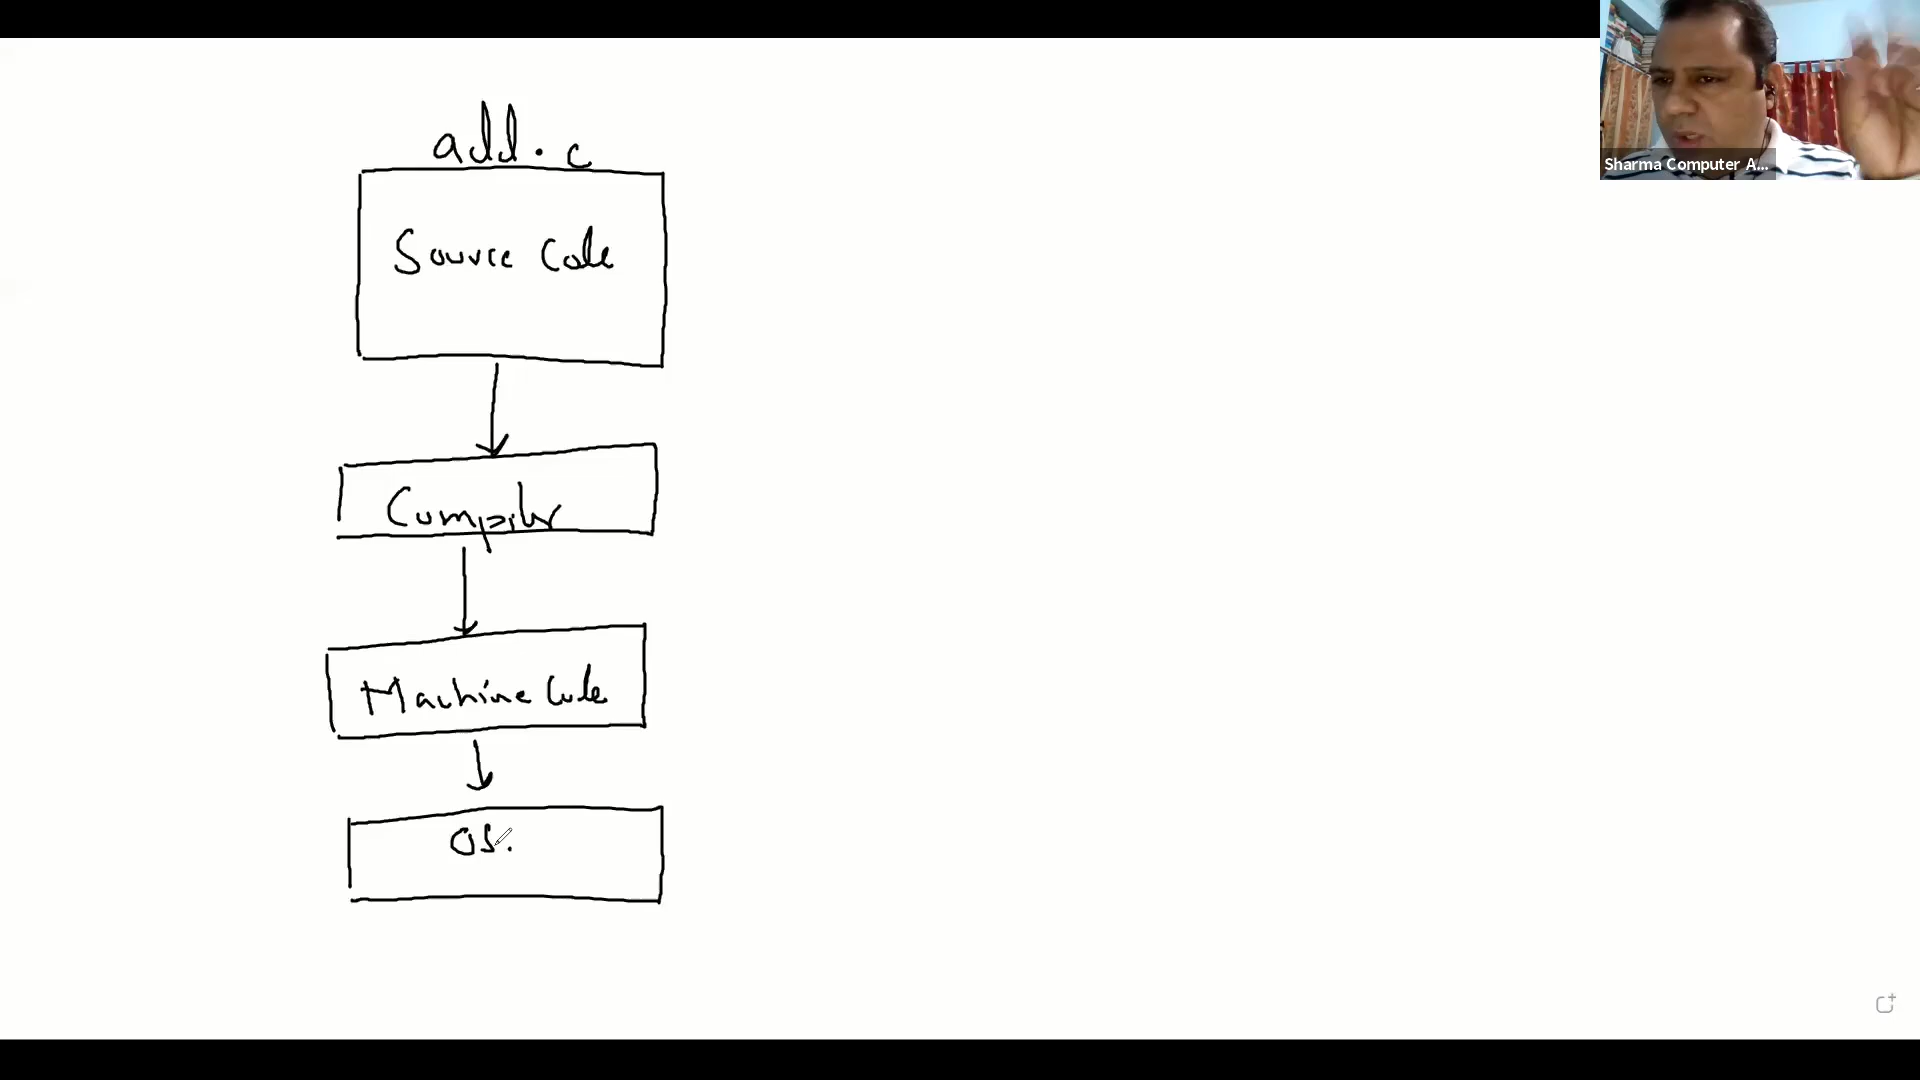 add.c
Source Code
Compiler
Machine Code
OS.
Sharma Computer A...